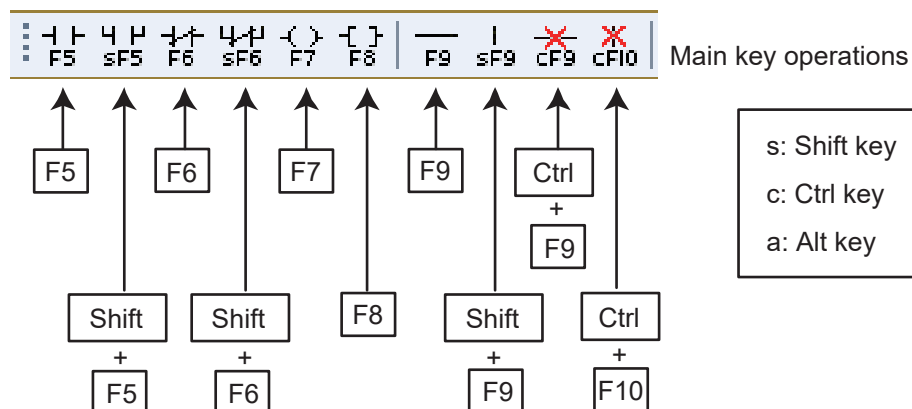 F5 sF5 F6 sF6 F7 F8 F9 sF9 cF9 cF10
Main key operations
F5 F6 F7 F9 Ctrl
+
F9
s: Shift key
c: Ctrl key
a: Alt key
Shift Shift F8 Shift Ctrl
+ + + +
F5 F6 F9 F10